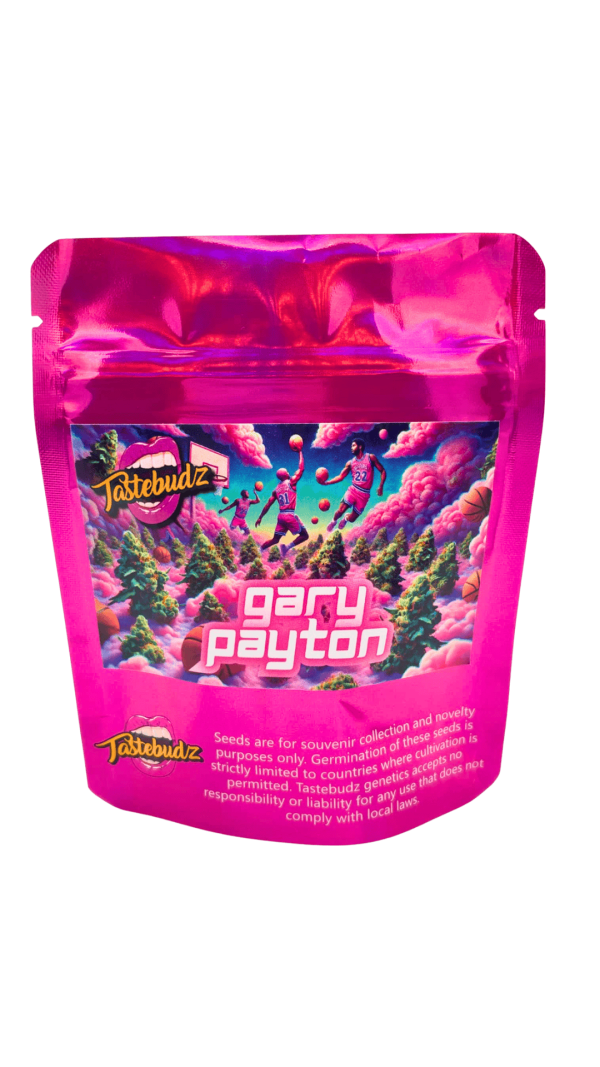 Tastebudz
31
22
gary
payton
Tastebudz
Seeds are for souvenir collection and novelty
purposes only. Germination of these seeds is
strictly limited to countries where cultivation is
permitted. Tastebudz genetics accepts no
responsibility or liability for any use that does not
comply with local laws.